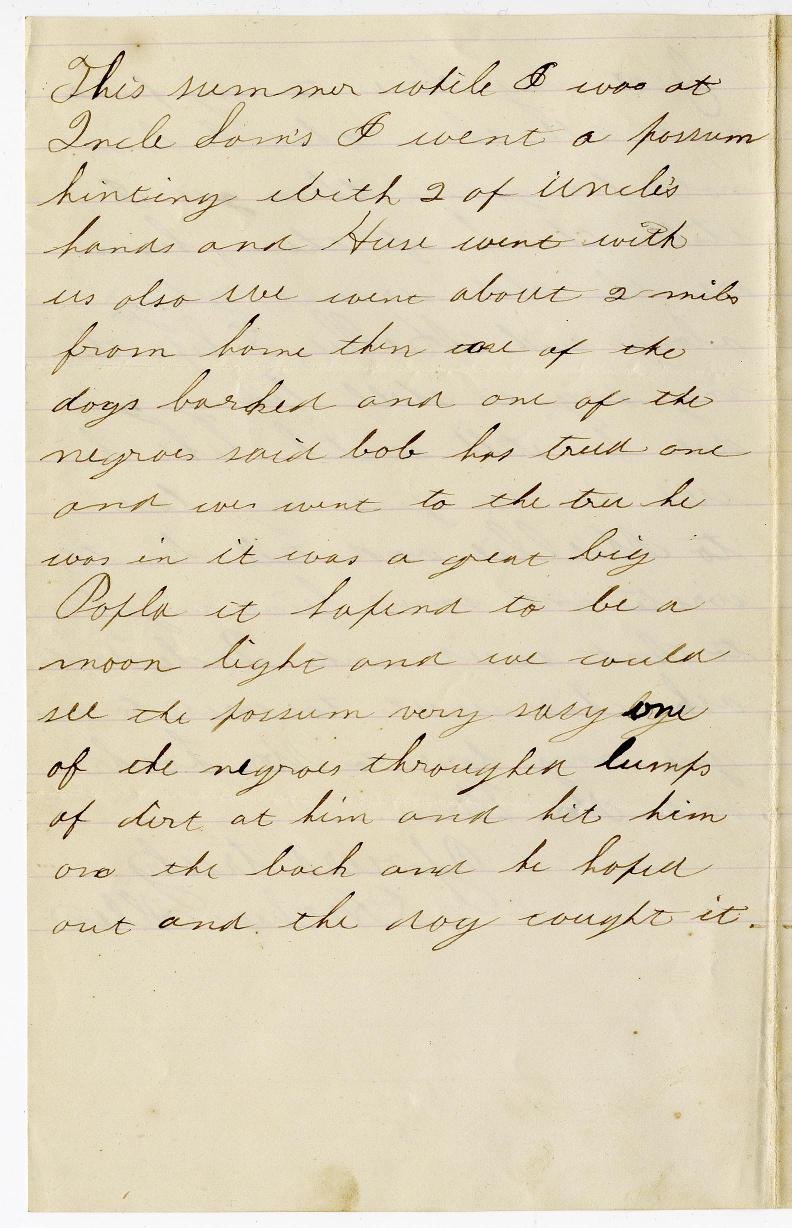 This summer while I was at
Uncle Sam's I went a possum
hinting with 2 of Uncle's
hands and Huse went with
us also we went about 2 miles
from home then one of the
dogs barked and one of the
negroes said bob has treed one
and we went to the tree he
was in it was a great big
Popla it hapend to be a
moon light and we could
see the possum very easy one
of the negroes throughed lumps
of dirt at him and hit him
on the back and he hoped
out and the dog caught it.